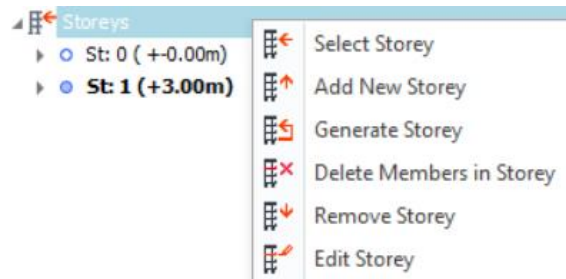 Storeys
St: 0 ( +-0.00m)
St: 1 (+3.00m)
Select Storey
Add New Storey
Generate Storey
Delete Members in Storey
Remove Storey
Edit Storey